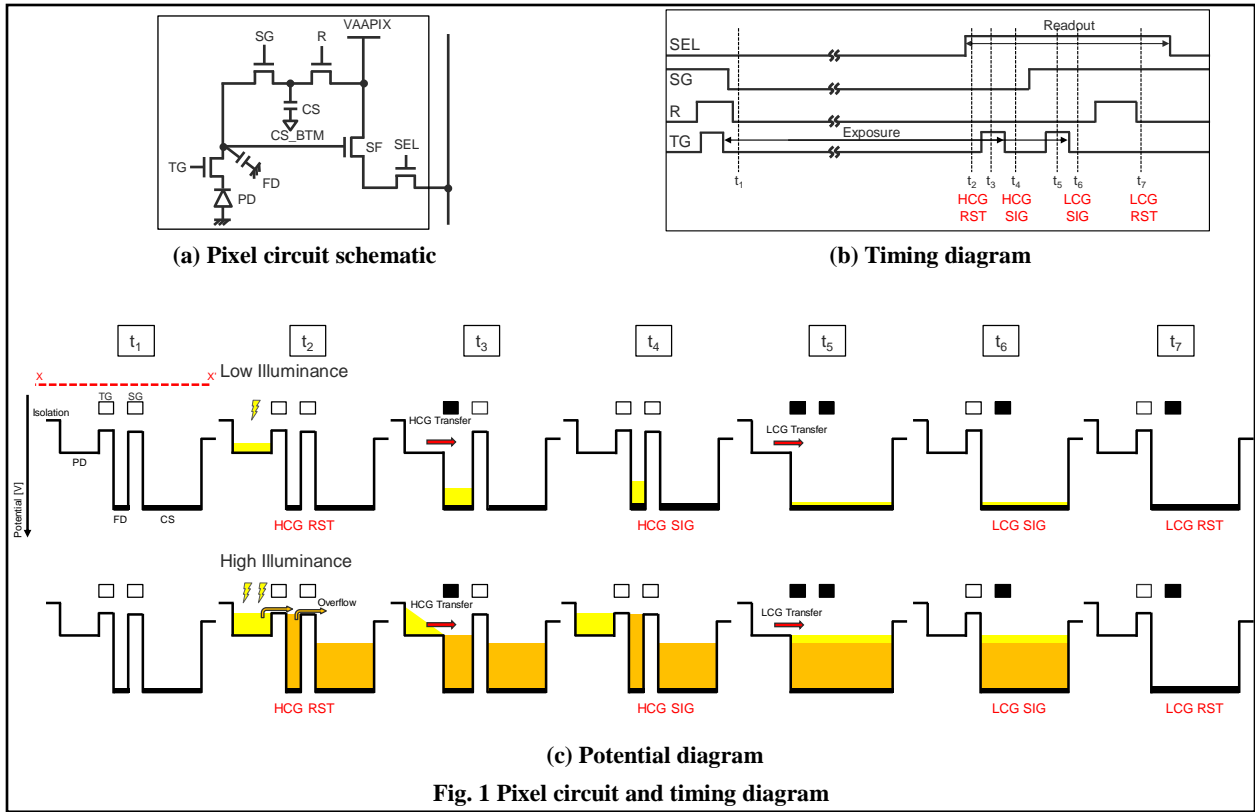 VAAPIX
SG R
CS
CS_BTM
SF
SEL
TG
FD
PD
(a) Pixel circuit schematic
Readout
SEL
SG
R
TG
Exposure
t1 t2 t3 t4 t5 t6 t7
HCG RST
HCG SIG
LCG SIG
LCG RST
(b) Timing diagram
t1 t2 t3 t4 t5 t6 t7
X X'
Low Illuminance
TG SG
Isolation
HCG Transfer
LCG Transfer
PD
Potential [V]
FD CS
HCG RST HCG SIG LCG SIG LCG RST
High Illuminance
Overflow
HCG Transfer
LCG Transfer
HCG RST HCG SIG LCG SIG LCG RST
(c) Potential diagram
Fig. 1 Pixel circuit and timing diagram